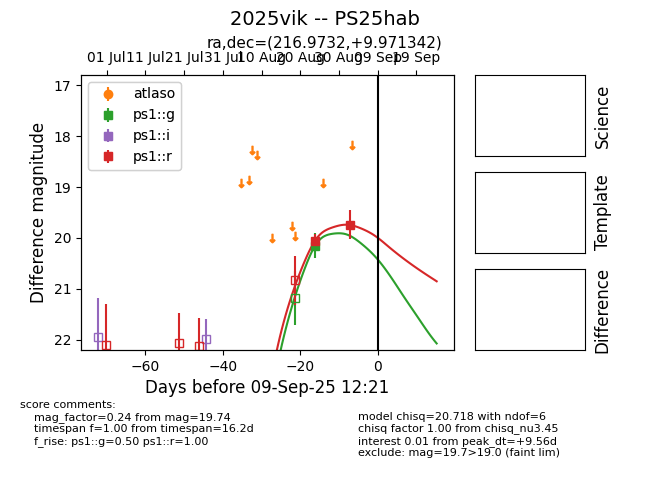 2025vik -- PS25hab
ra,dec=(216.9732,+9.971342)
01 Jul 11 Jul 21 Jul 31 Jul 10 Aug 20 Aug 30 Aug 09 Sep 19 Sep
17
18
19
20
21
22
Difference magnitude
atlaso
ps1::g
ps1::i
ps1::r
−60 −40 −20 0
Days before 09-Sep-25 12:21
Science
Template
Difference
score comments:
mag_factor=0.24 from mag=19.74
timespan f=1.00 from timespan=16.2d
f_rise: ps1::g=0.50 ps1::r=1.00
model chisq=20.718 with ndof=6
chisq factor 1.00 from chisq_nu3.45
interest 0.01 from peak_dt=+9.56d
exclude: mag=19.7>19.0 (faint lim)